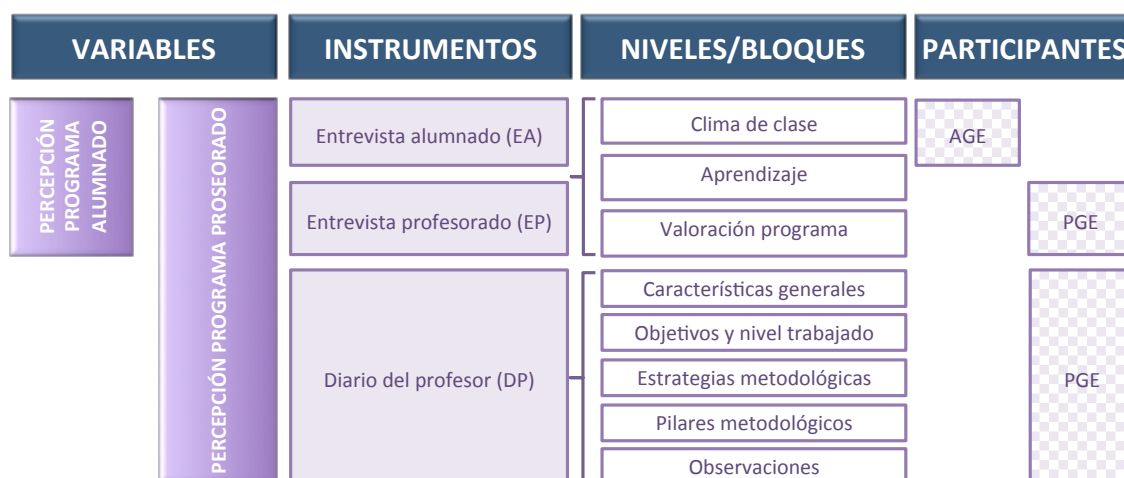 VARIABLES
INSTRUMENTOS
NIVELES/BLOQUES
PARTICIPANTES
PERCEPCIÓN
PROGRAMA
ALUMNADO
PERCEPCIÓN PROGRAMA PROSEORADO
Entrevista alumnado (EA)
Entrevista profesorado (EP)
Clima de clase
Aprendizaje
Valoración programa
AGE
PGE
Diario del profesor (DP)
Características generales
Objetivos y nivel trabajado
Estrategias metodológicas
Pilares metodológicos
Observaciones
PGE